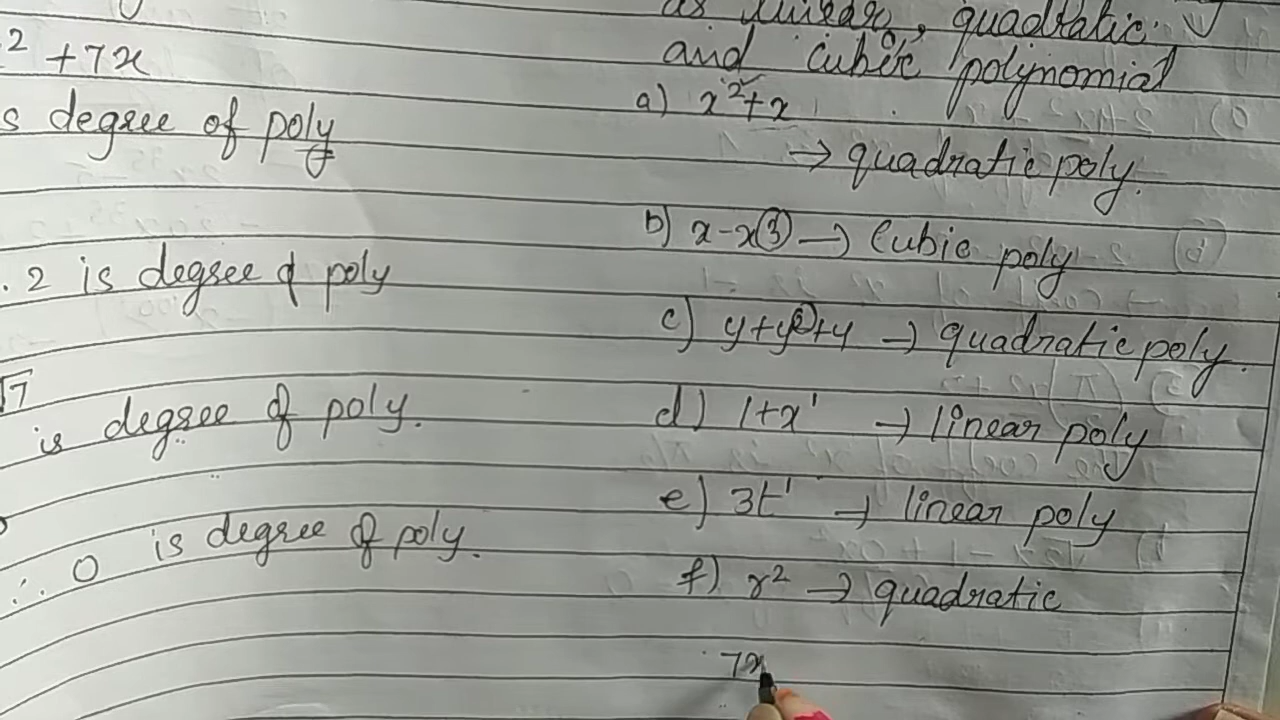 ² + 7x
s degree of poly
. 2 is degree of poly
√7
is degree of poly.
∴ 0 is degree of poly.
as linear, quadratic
and cubic polynomial
a) x² + x
→ quadratic poly.
b) x - x³ → Cubic poly
c) y + y² + y → quadratic poly.
d) 1 + x¹ → linear poly
e) 3t¹ → linear poly
f) r² → quadratic
7x